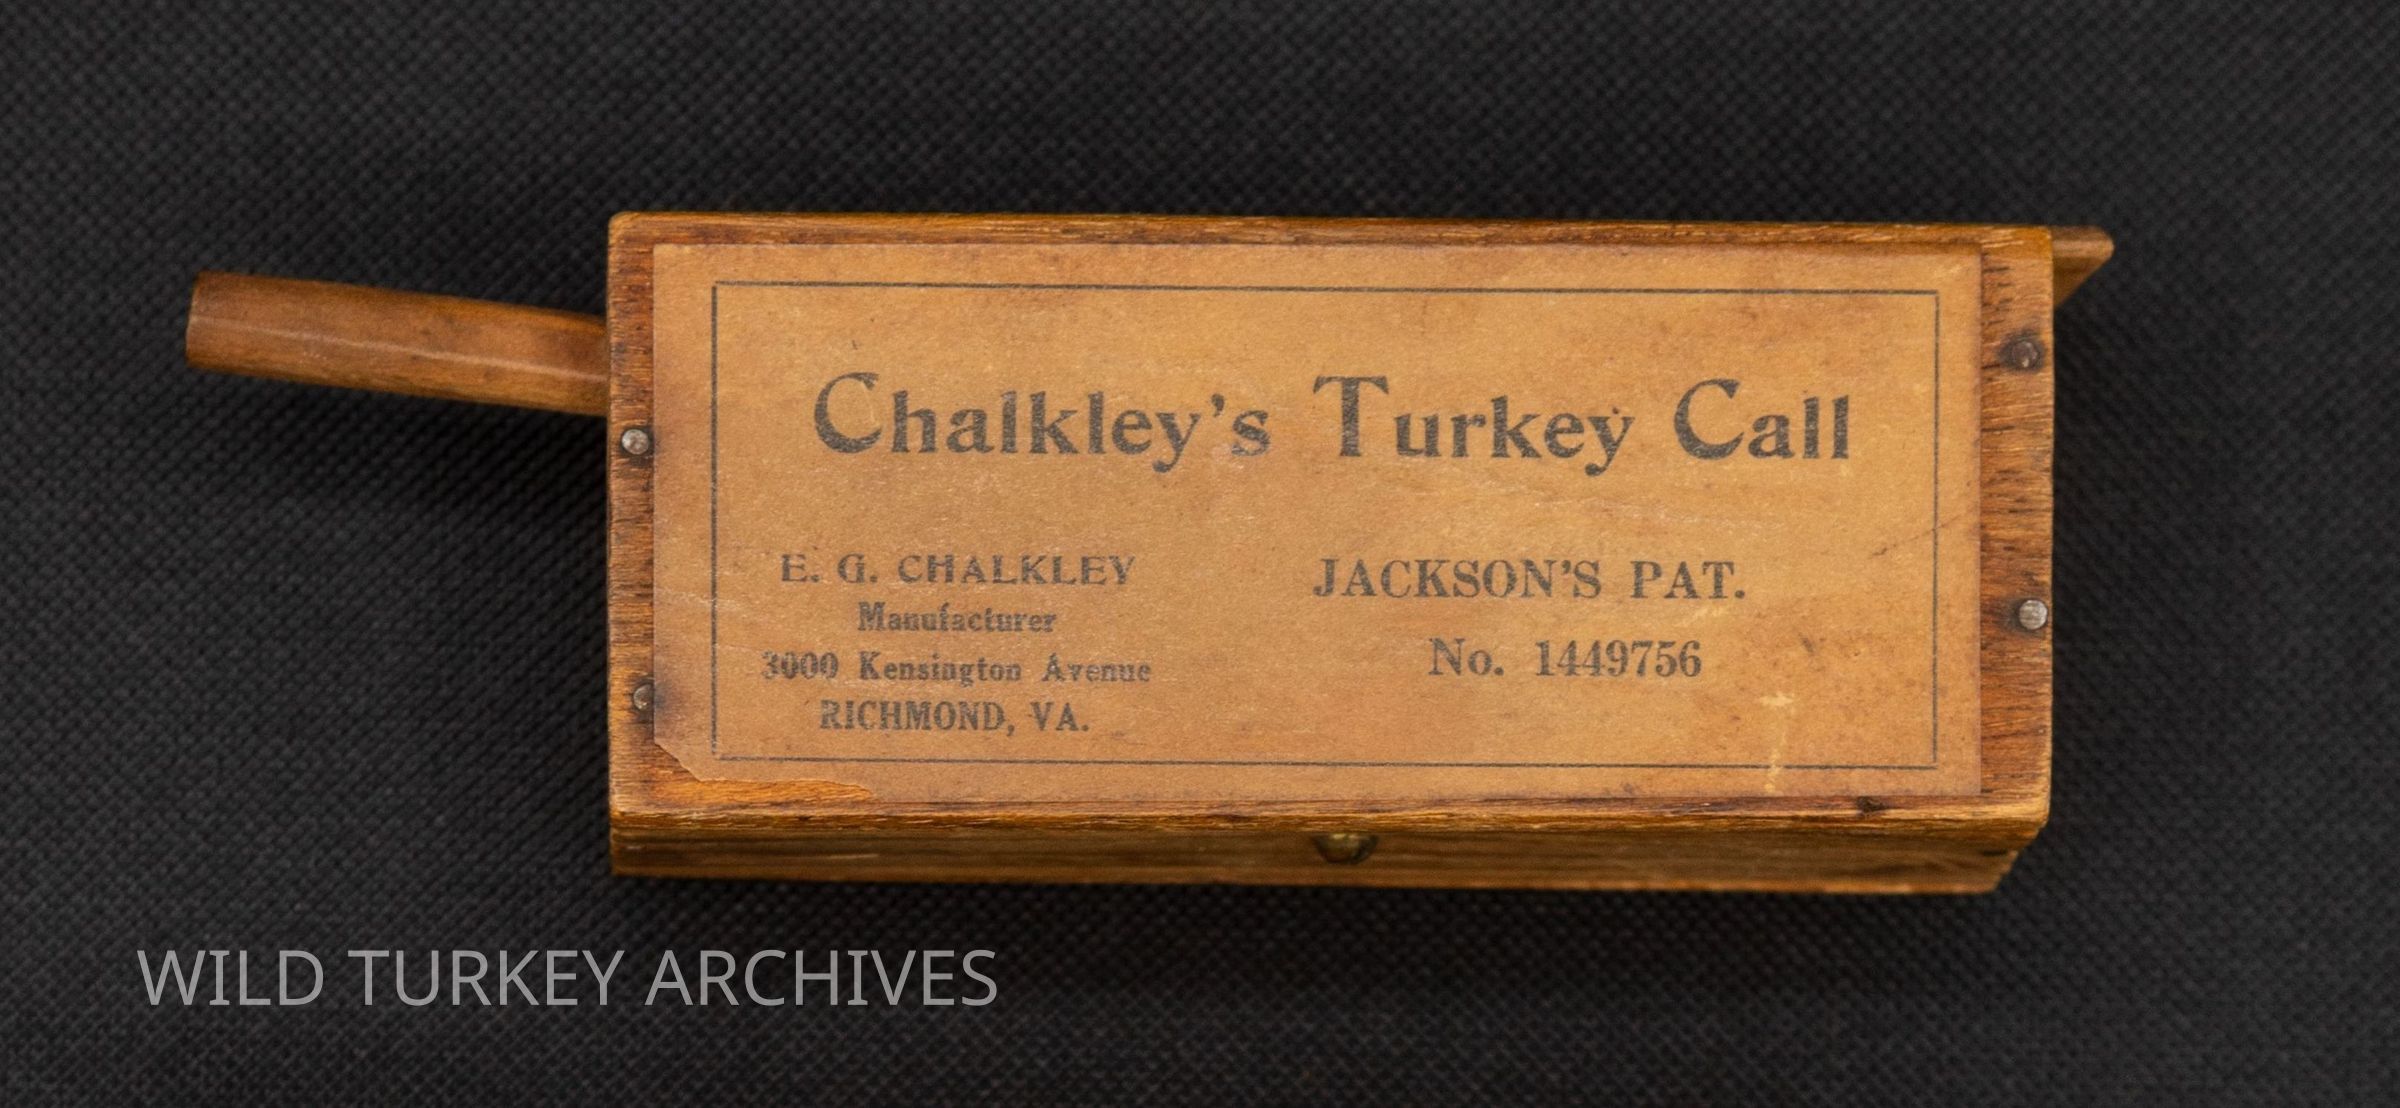 Chalkley's Turkey Call
E. G. CHALKLEY
Manufacturer
3000 Kensington Avenue
RICHMOND, VA.
JACKSON'S PAT.
No. 1449756
WILD TURKEY ARCHIVES